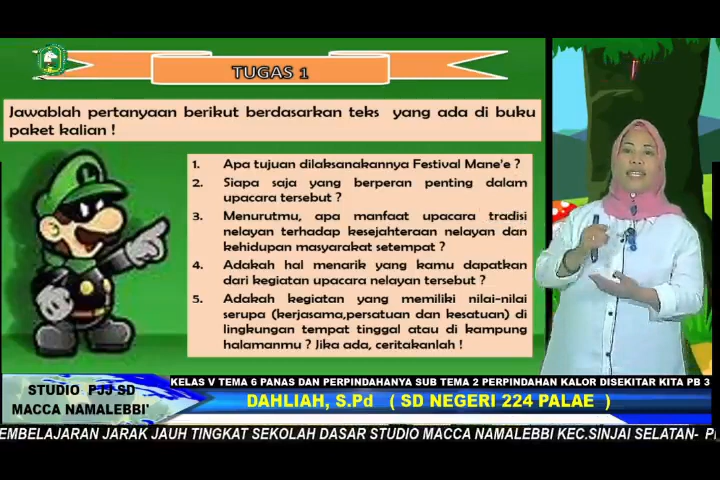 TUGAS 1
Jawablah pertanyaan berikut berdasarkan teks yang ada di buku
paket kalian !
1. Apa tujuan dilaksanakannya Festival Mane'e ?
2. Siapa saja yang berperan penting dalam
upacara tersebut ?
3. Menurutmu, apa manfaat upacara tradisi
nelayan terhadap kesejahteraan nelayan dan
kehidupan masyarakat setempat ?
4. Adakah hal menarik yang kamu dapatkan
dari kegiatan upacara nelayan tersebut ?
5. Adakah kegiatan yang memiliki nilai-nilai
serupa (kerjasama,persatuan dan kesatuan) di
lingkungan tempat tinggal atau di kampung
halamanmu ? Jika ada, ceritakanlah !
L
STUDIO PJJ SD
MACCA NAMALEBBI'
KELAS V TEMA 6 PANAS DAN PERPINDAHANYA SUB TEMA 2 PERPINDAHAN KALOR DISEKITAR KITA PB 3
DAHLIAH, S.Pd ( SD NEGERI 224 PALAE )
EMBELAJARAN JARAK JAUH TINGKAT SEKOLAH DASAR STUDIO MACCA NAMALEBBI KEC.SINJAI SELATAN-